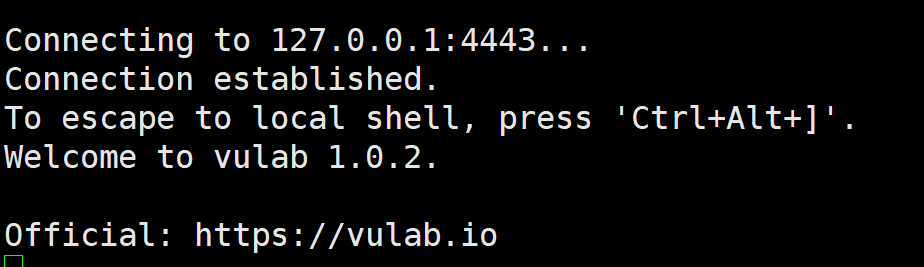 Connecting to 127.0.0.1:4443...
Connection established.
To escape to local shell, press 'Ctrl+Alt+]'.
Welcome to vulab 1.0.2.
Official: https://vulab.io